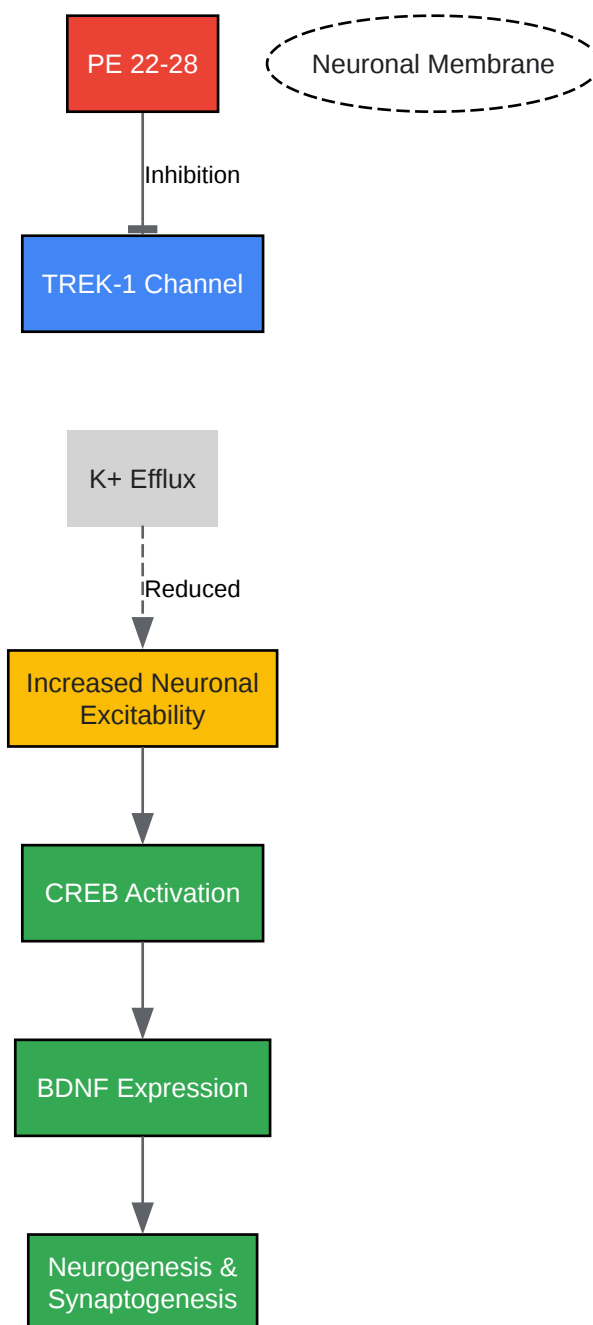 PE 22-28
Neuronal Membrane
Inhibition
TREK-1 Channel
K+ Efflux
Reduced
Increased Neuronal
Excitability
CREB Activation
BDNF Expression
Neurogenesis &
Synaptogenesis